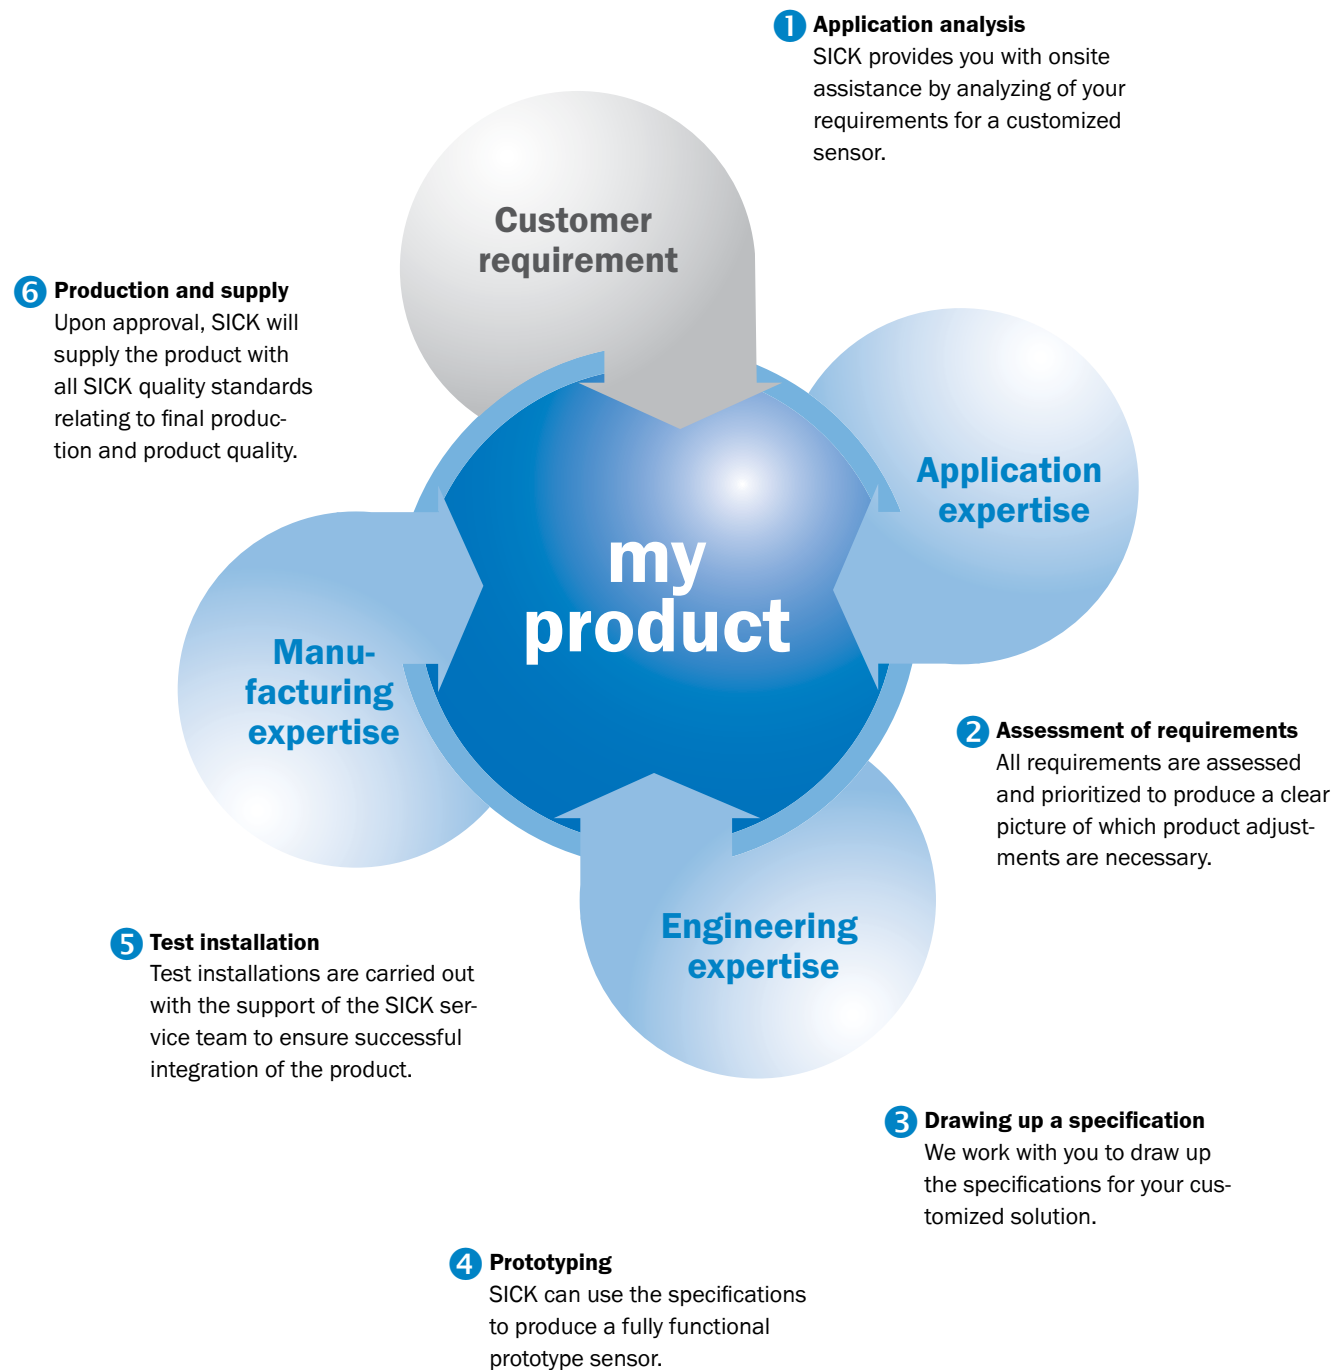 1 Application analysis
SICK provides you with onsite
assistance by analyzing of your
requirements for a customized
sensor.
Customer
requirement
6 Production and supply
Upon approval, SICK will
supply the product with
all SICK quality standards
relating to final produc-
tion and product quality.
Application
expertise
my
product
Manu-
facturing
expertise
2 Assessment of requirements
All requirements are assessed
and prioritized to produce a clear
picture of which product adjust-
ments are necessary.
Engineering
expertise
5 Test installation
Test installations are carried out
with the support of the SICK ser-
vice team to ensure successful
integration of the product.
3 Drawing up a specification
We work with you to draw up
the specifications for your cus-
tomized solution.
4 Prototyping
SICK can use the specifications
to produce a fully functional
prototype sensor.